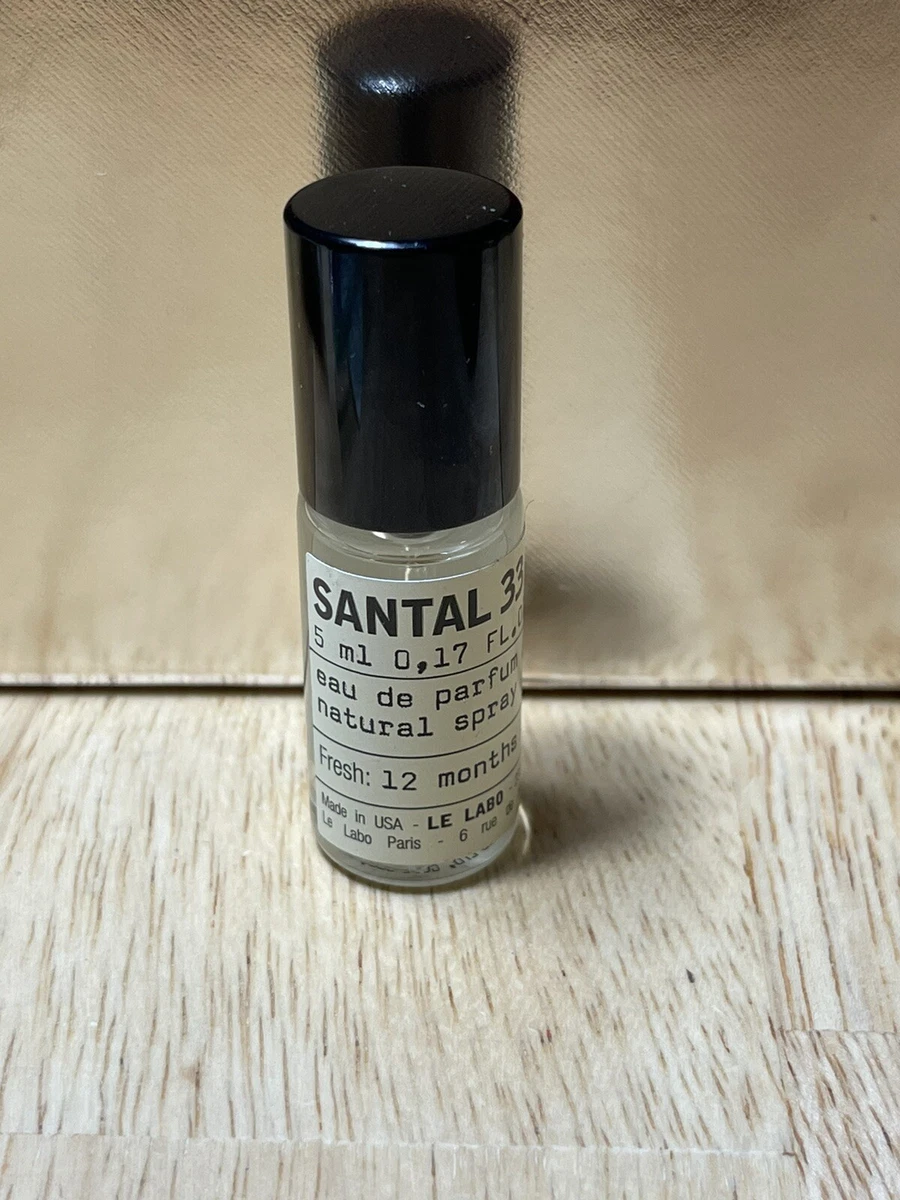 SANTAL 33
5 ml 0,17 FL.
eau de parfum
natural spray
Fresh: 12 months
Made in USA - LE LABO -
Le Labo Paris - 6 rue